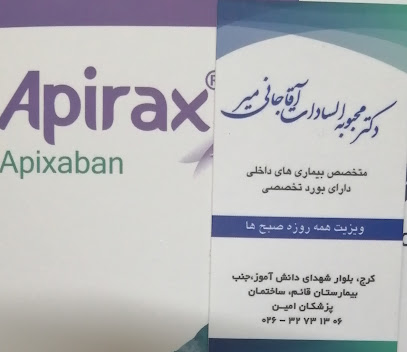 Apirax®
Apixaban
دکتر محبوبه السادات آقاجانی میر
متخصص بیماری های داخلی
دارای بورد تخصصی
ویزیت همه روزه صبح ها
کرج، بلوار شهدای دانش آموز،جنب
بیمارستان قائم، ساختمان
پزشکان امین
۰۲۶ - ۳۲ ۷۳ ۱۳ ۰۶